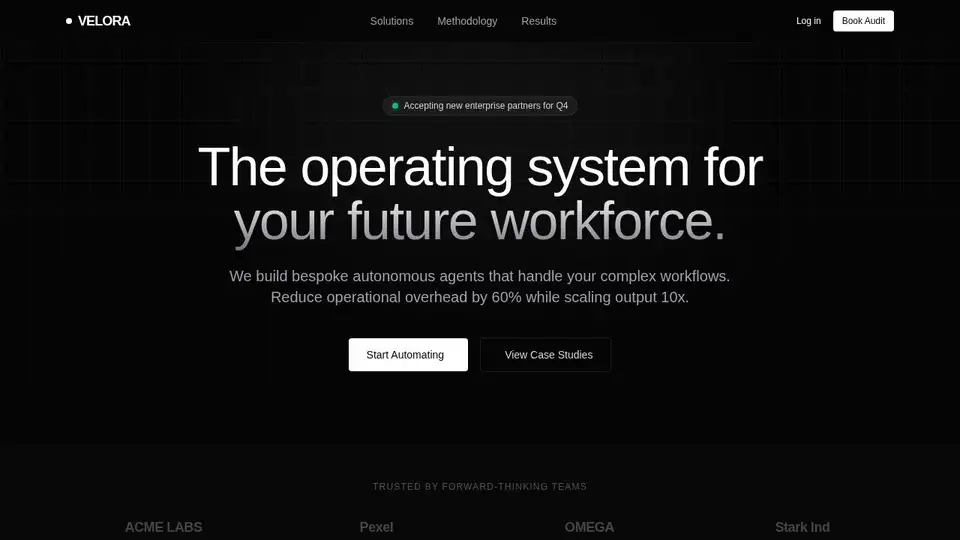 VELORA
Solutions
Methodology
Results
Log in
Book Audit
Accepting new enterprise partners for Q4
The operating system for
your future workforce.
We build bespoke autonomous agents that handle your complex workflows.
Reduce operational overhead by 60% while scaling output 10x.
Start Automating
View Case Studies
TRUSTED BY FORWARD-THINKING TEAMS
ACME LABS
Pexel
OMEGA
Stark Ind